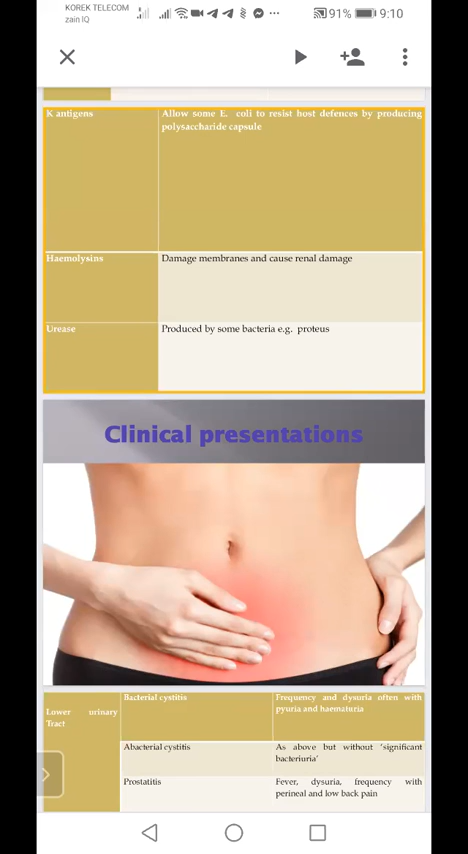 KOREK TELECOM
zain IQ
91%
9:10
K antigens
Allow some E. coli to resist host defences by producing
polysaccharide capsule
Haemolysins
Damage membranes and cause renal damage
Urease
Produced by some bacteria e.g. proteus
Clinical presentations
Lower urinary
Tract
Bacterial cystitis
Frequency and dysuria often with
pyuria and haematuria
Abacterial cystitis
As above but without ‘significant
bacteriuria’
Prostatitis
Fever, dysuria, frequency with
perineal and low back pain